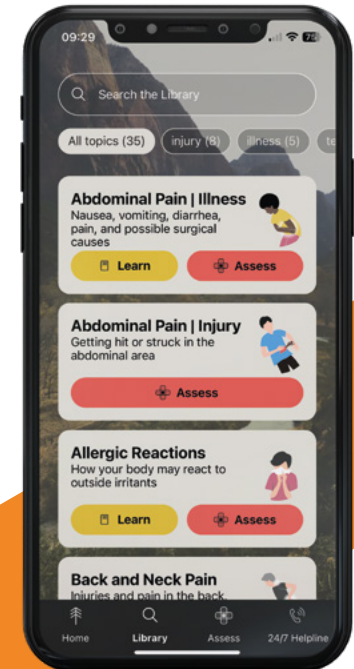 09:29
78
Search the Library
All topics (35) injury (8) illness (5) te
Abdominal Pain | Illness
Nausea, vomiting, diarrhea,
pain, and possible surgical
causes
Learn Assess
Abdominal Pain | Injury
Getting hit or struck in the
abdominal area
Assess
Allergic Reactions
How your body may react to
outside irritants
Learn Assess
Back and Neck Pain
Injuries and pain in the back,
Home Library Assess 24/7 Helpline